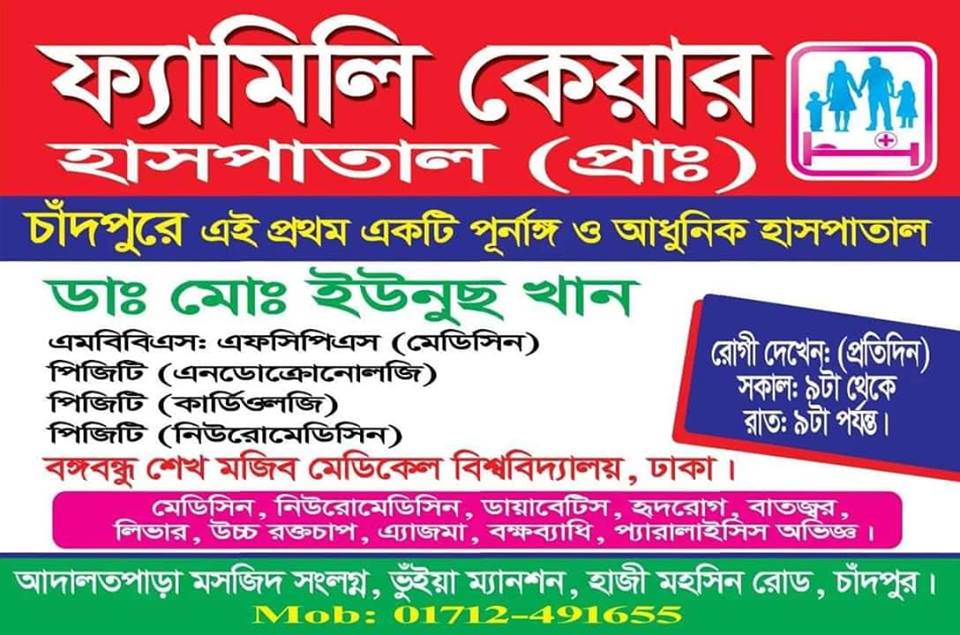 ফ্যামিলি কেয়ার
হাসপাতাল (প্রাঃ)
চাঁদপুরে এই প্রথম একটি পূর্নাঙ্গ ও আধুনিক হাসপাতাল
ডাঃ মোঃ ইউনুছ খান
এমবিবিএস: এফসিপিএস (মেডিসিন)
পিজিটি (এনডোক্রোনোলজি)
পিজিটি (কার্ডিওলজি)
পিজিটি (নিউরোমেডিসিন)
বঙ্গবন্ধু শেখ মজিব মেডিকেল বিশ্ববিদ্যালয়, ঢাকা।
রোগী দেখেন: (প্রতিদিন)
সকাল: ৯টা থেকে
রাত: ৯টা পর্যন্ত।
মেডিসিন, নিউরোমেডিসিন, ডায়াবেটিস, হৃদরোগ, বাতজ্বর,
লিভার, উচ্চ রক্তচাপ, এ্যাজমা, বক্ষব্যাধি, প্যারালাইসিস অভিজ্ঞ।
আদালতপাড়া মসজিদ সংলগ্ন, ভুঁইয়া ম্যানশন, হাজী মহসিন রোড, চাঁদপুর।
Mob: 01712-491655